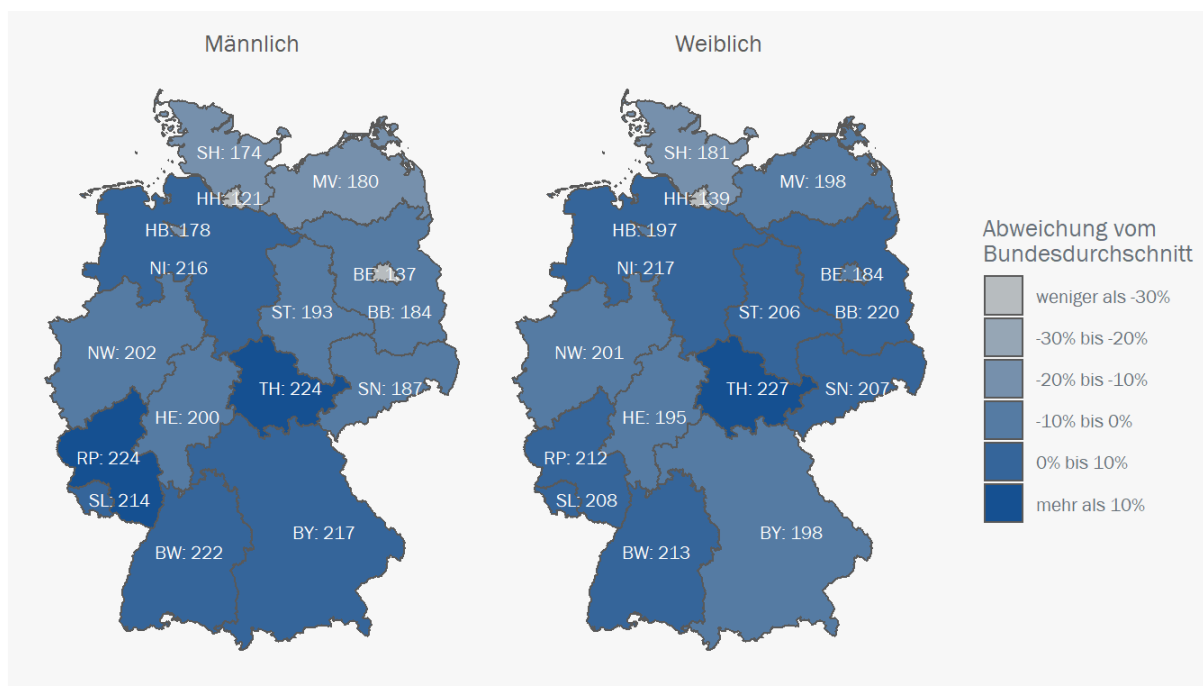 Männlich
SH: 174
MV: 180
HH: 121
HB: 178
NI: 216
BE: 137
ST: 193
BB: 184
NW: 202
TH: 224
SN: 187
HE: 200
RP: 224
SL: 214
BY: 217
BW: 222
Weiblich
SH: 181
MV: 198
HH: 139
HB: 197
NI: 217
BE: 184
ST: 206
BB: 220
NW: 201
TH: 227
SN: 207
HE: 195
RP: 212
SL: 208
BY: 198
BW: 213
Abweichung vom
Bundesdurchschnitt
weniger als -30%
-30% bis -20%
-20% bis -10%
-10% bis 0%
0% bis 10%
mehr als 10%